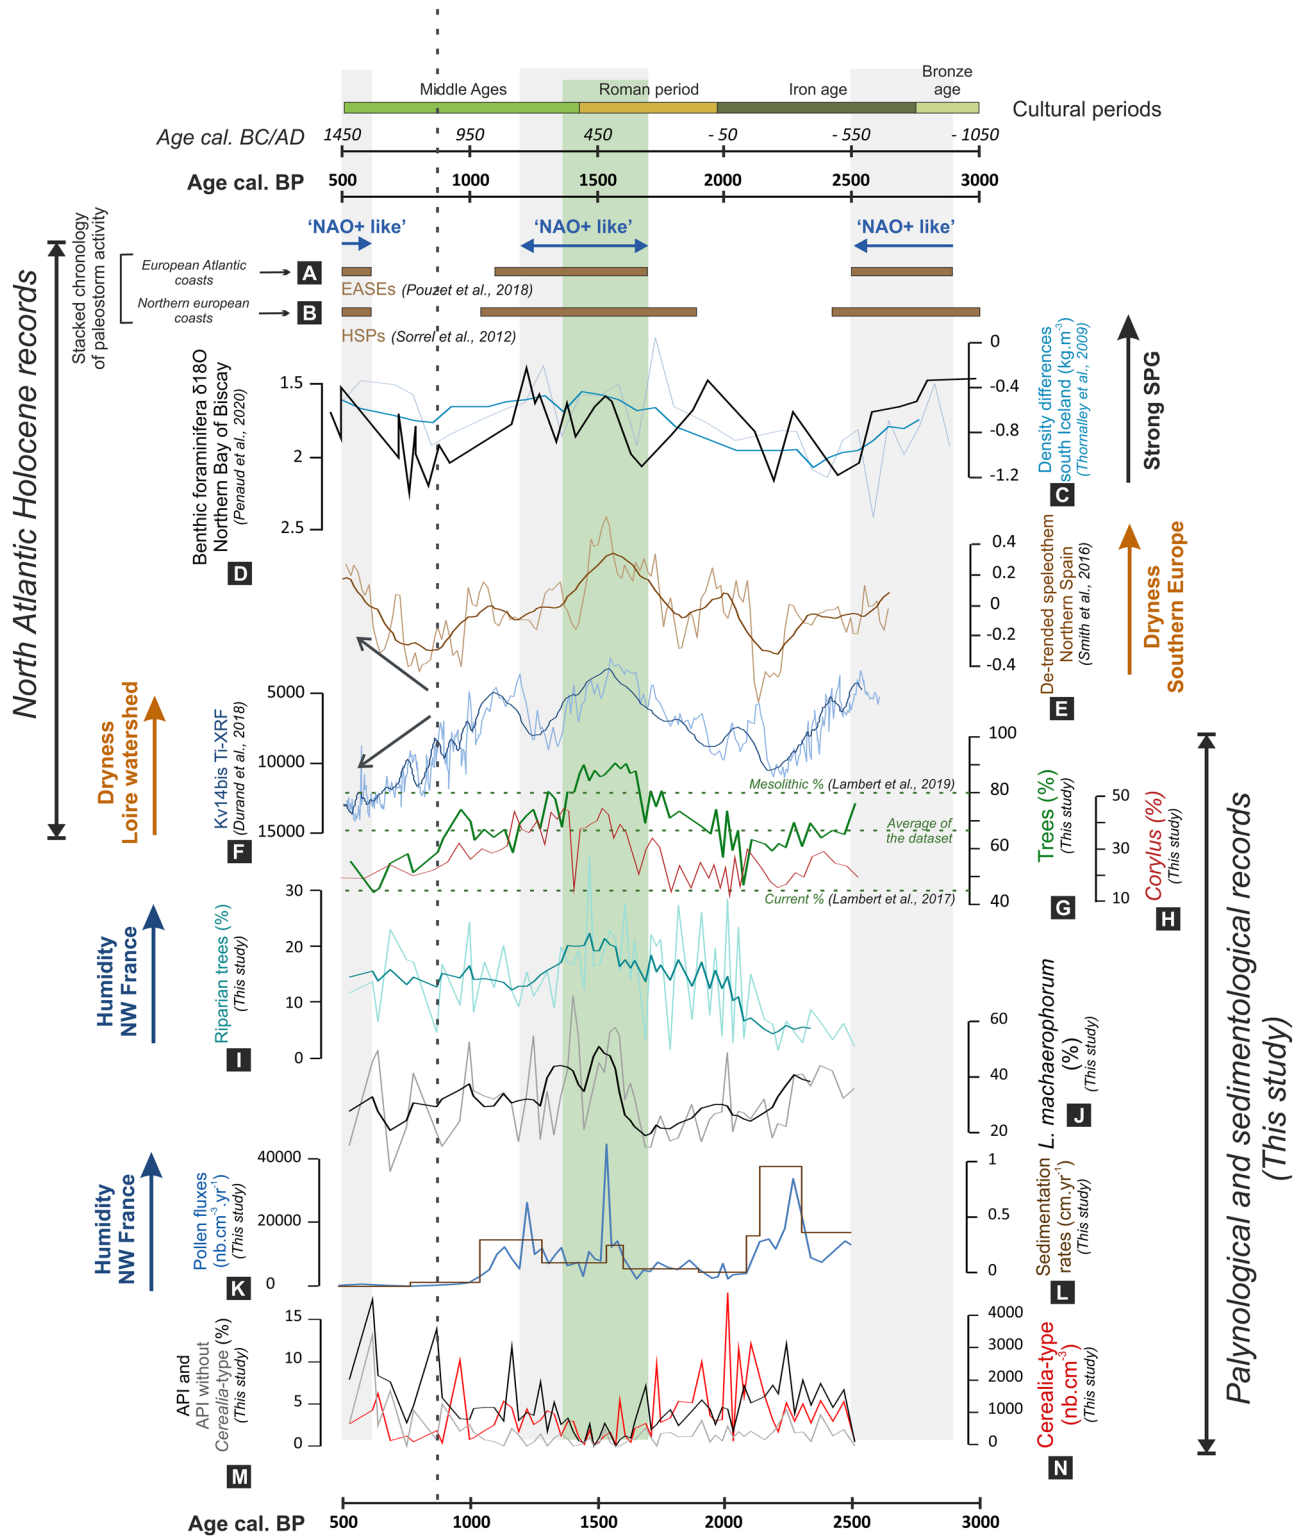 Bronze
Middle Ages Roman period Iron age age
Cultural periods
Age cal. BC/AD 1450 950 450 - 50 - 550 - 1050
Age cal. BP 500 1000 1500 2000 2500 3000
‘NAO+ like’ ‘NAO+ like’ ‘NAO+ like’
Stacked chronology
of paleostorm activity
European Atlantic
coasts
A
EASEs (Pouzet et al., 2018)
Northern european
coasts
B
HSPs (Sorrel et al., 2012)
North Atlantic Holocene records
Benthic foraminifera δ18O
Northern Bay of Biscay
(Penaud et al., 2020)
D
1.5
2
2.5
0
-0.4
-0.8
-1.2
Density differences
south Iceland (kg.m-3)
(Thornalley et al., 2009)
C
Strong SPG
0.4
0.2
0
-0.2
-0.4
De-trended speleothem
Northern Spain
(Smith et al., 2016)
E
Dryness
Southern Europe
Dryness
Loire watershed
Kv14bis Ti-XRF
(Durand et al., 2018)
F
5000
10000
15000
Mesolithic % (Lambert et al., 2019)
Average of
the dataset
Current % (Lambert et al., 2017)
100
80
60
40
Trees (%)
(This study)
G
50
30
10
Corylus (%)
(This study)
H
Humidity
NW France
Riparian trees (%)
(This study)
I
30
20
10
0
60
40
20
L. machaerophorum
(%)
(This study)
J
Humidity
NW France
Pollen fluxes
(nb.cm-3.yr-1)
(This study)
K
40000
20000
0
1
0.5
0
Sedimentation
rates (cm.yr-1)
(This study)
L
API and
API without
Cerealia-type (%)
(This study)
M
15
10
5
0
4000
3000
2000
1000
0
Cerealia-type
(nb.cm-3)
(This study)
N
Palynological and sedimentological records
(This study)
Age cal. BP 500 1000 1500 2000 2500 3000